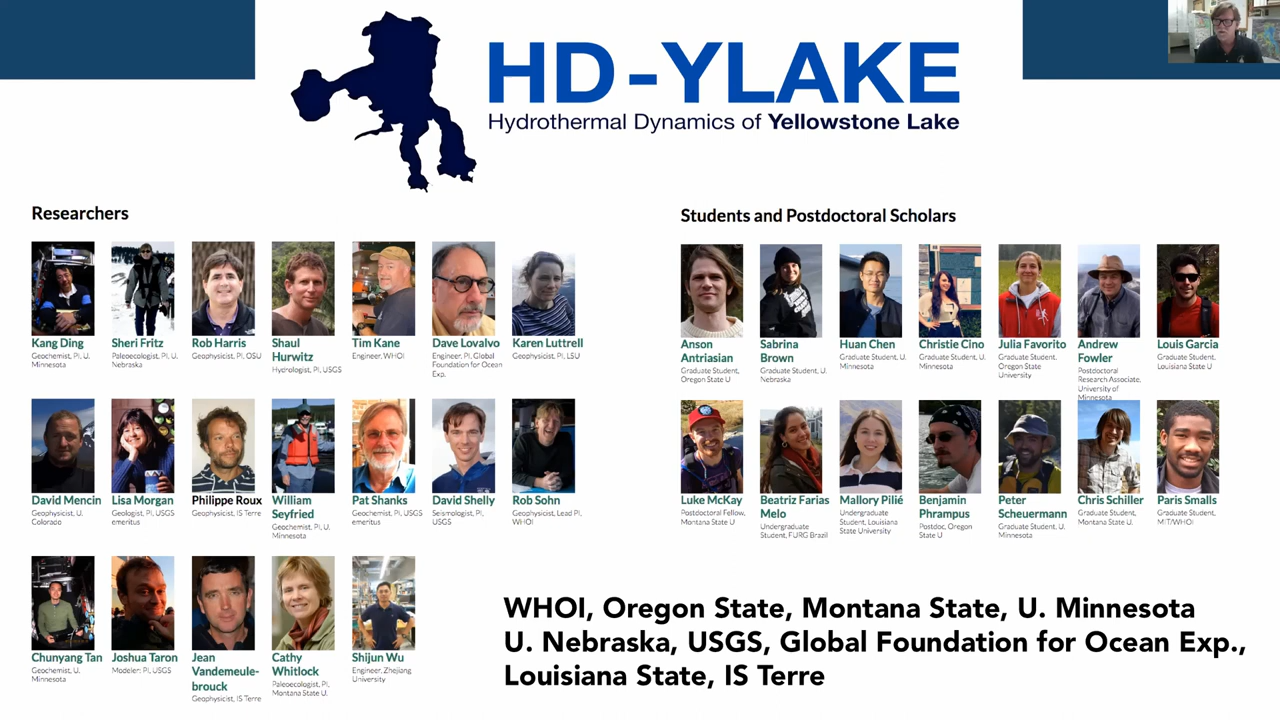 HD-YLAKE
Hydrothermal Dynamics of Yellowstone Lake
Researchers
Kang Ding
Geochemist, PI, U.
Minnesota
Sheri Fritz
Paleoecologist, PI, U.
Nebraska
Rob Harris
Geophysicist, PI, OSU
Shaul
Hurwitz
Hydrologist, PI, USGS
Tim Kane
Engineer, WHOI
Dave Lovalvo
Engineer, PI, Global
Foundation for Ocean
Exp.
Karen Luttrell
Geophysicist, PI, LSU
David Mencin
Geophysicist, U.
Colorado
Lisa Morgan
Geologist, PI, USGS
emeritus
Philippe Roux
Geophysicist, IS Terre
William
Seyfried
Geochemist, PI, U,
Minnesota
Pat Shanks
Geochemist, PI, USGS
emeritus
David Shelly
Seismologist, PI,
USGS
Rob Sohn
Geophysicist, Lead PI,
WHOI
Chunyang Tan
Geochemist, U.
Minnesota
Joshua Taron
Modeler: PI, USGS
Jean
Vandemeule-
brouck
Geophysicist, IS Terre
Cathy
Whitlock
Paleoecologist, PI,
Montana State U.
Shijun Wu
Engineer, Zhejiang
University
Students and Postdoctoral Scholars
Anson
Antriasian
Graduate Student,
Oregon State U
Sabrina
Brown
Graduate Student, U.
Nebraska
Huan Chen
Graduate Student, U.
Minnesota
Christie Cino
Graduate Student, U.
Minnesota
Julia Favorito
Graduate Student,
Oregon State
University
Andrew
Fowler
Postdoctoral
Research Associate,
University of
Minnesota
Louis Garcia
Graduate Student,
Louisiana State U
Luke McKay
Postdoctoral Fellow,
Montana State U
Beatriz Farias
Melo
Undergraduate
Student, FURG Brazil
Mallory Pilié
Undergraduate
Student, Louisiana
State University
Benjamin
Phrampus
Postdoc, Oregon
State U
Peter
Scheuermann
Graduate Student, U.
Minnesota
Chris Schiller
Graduate Student,
Montana State U.
Paris Smalls
Graduate Student,
MIT/WHOI
WHOI, Oregon State, Montana State, U. Minnesota
U. Nebraska, USGS, Global Foundation for Ocean Exp.,
Louisiana State, IS Terre